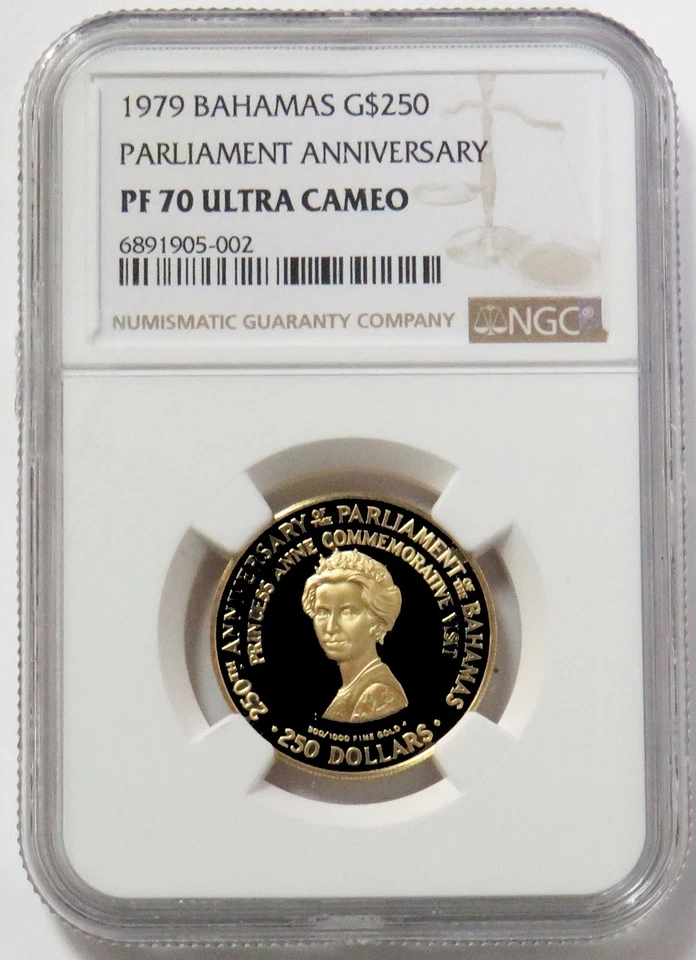 1979 BAHAMAS G$250
PARLIAMENT ANNIVERSARY
PF 70 ULTRA CAMEO
6891905-002
NUMISMATIC GUARANTY COMPANY
NGC
250TH ANNIVERSARY OF THE PARLIAMENT OF THE BAHAMAS
PRINCESS ANNE COMMEMORATIVE VISIT
900/1000 FINE GOLD
250 DOLLARS